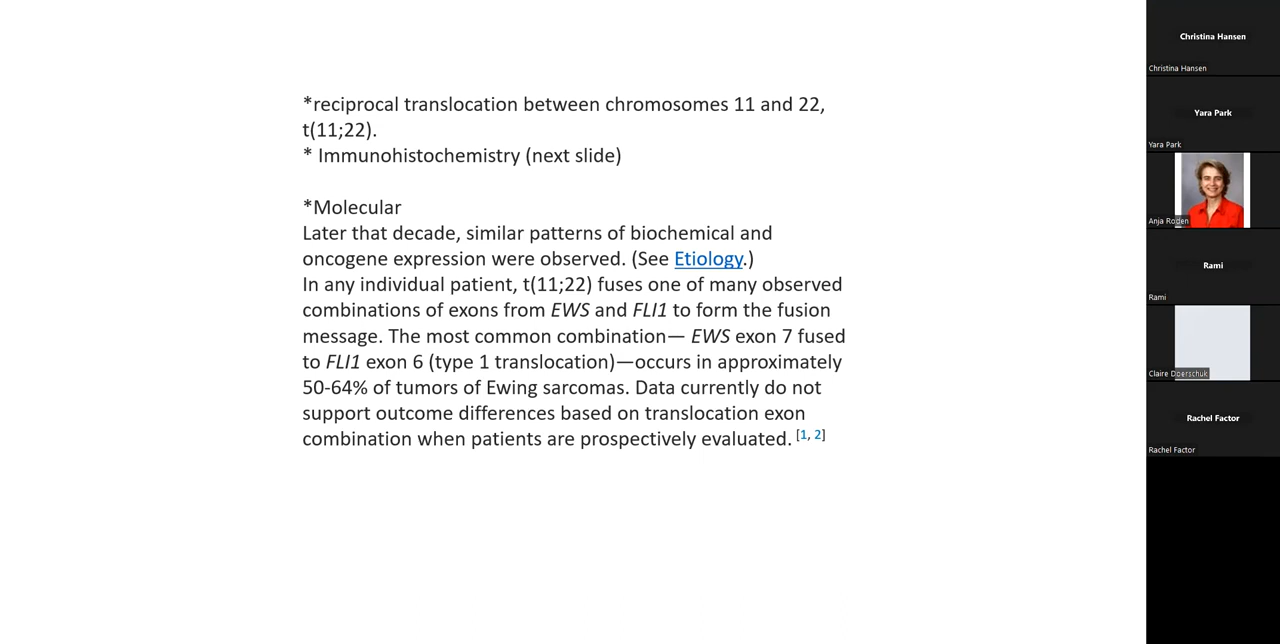 *reciprocal translocation between chromosomes 11 and 22,
t(11;22).
* Immunohistochemistry (next slide)
*Molecular
Later that decade, similar patterns of biochemical and
oncogene expression were observed. (See Etiology.)
In any individual patient, t(11;22) fuses one of many observed
combinations of exons from EWS and FLI1 to form the fusion
message. The most common combination— EWS exon 7 fused
to FLI1 exon 6 (type 1 translocation)—occurs in approximately
50-64% of tumors of Ewing sarcomas. Data currently do not
support outcome differences based on translocation exon
combination when patients are prospectively evaluated. [1, 2]
Christina Hansen
Christina Hansen
Yara Park
Yara Park
Anja Roden
Rami
Rami
Claire Doerschuk
Rachel Factor
Rachel Factor